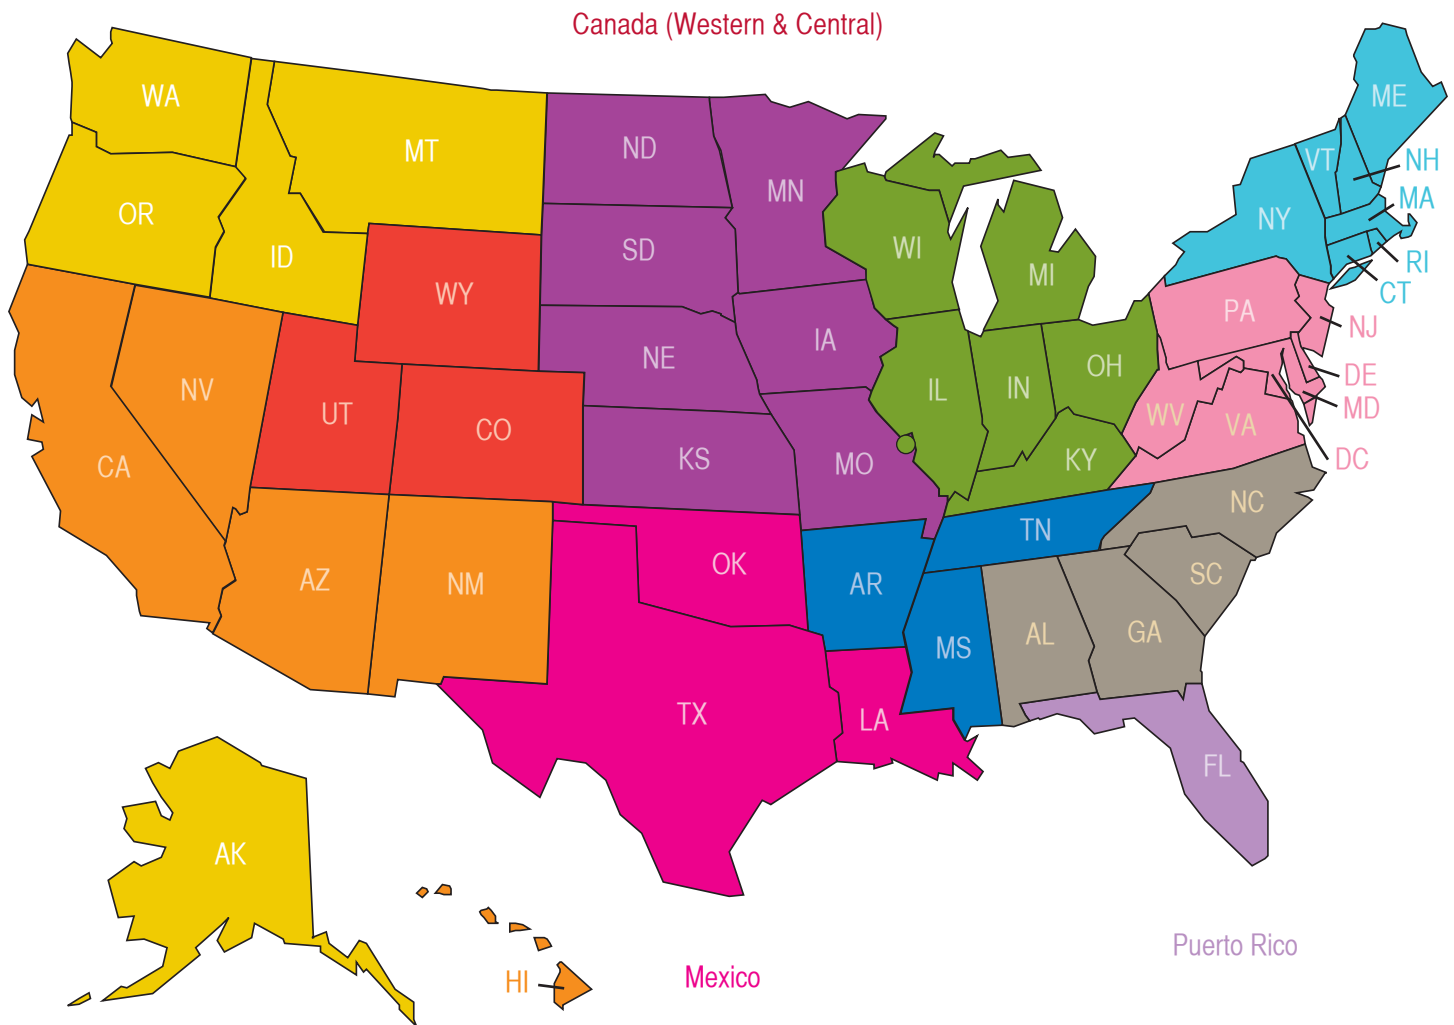 Canada (Western & Central)
WA
MT
ND
MN
ME
OR
ID
SD
WI
MI
NY
VT
NH
MA
RI
CT
WY
NE
IA
PA
NJ
NV
UT
CO
IL
IN
OH
WV
VA
DE
MD
DC
CA
KS
MO
KY
NC
AZ
NM
OK
AR
TN
SC
MS
AL
GA
TX
LA
FL
AK
HI
Mexico
Puerto Rico